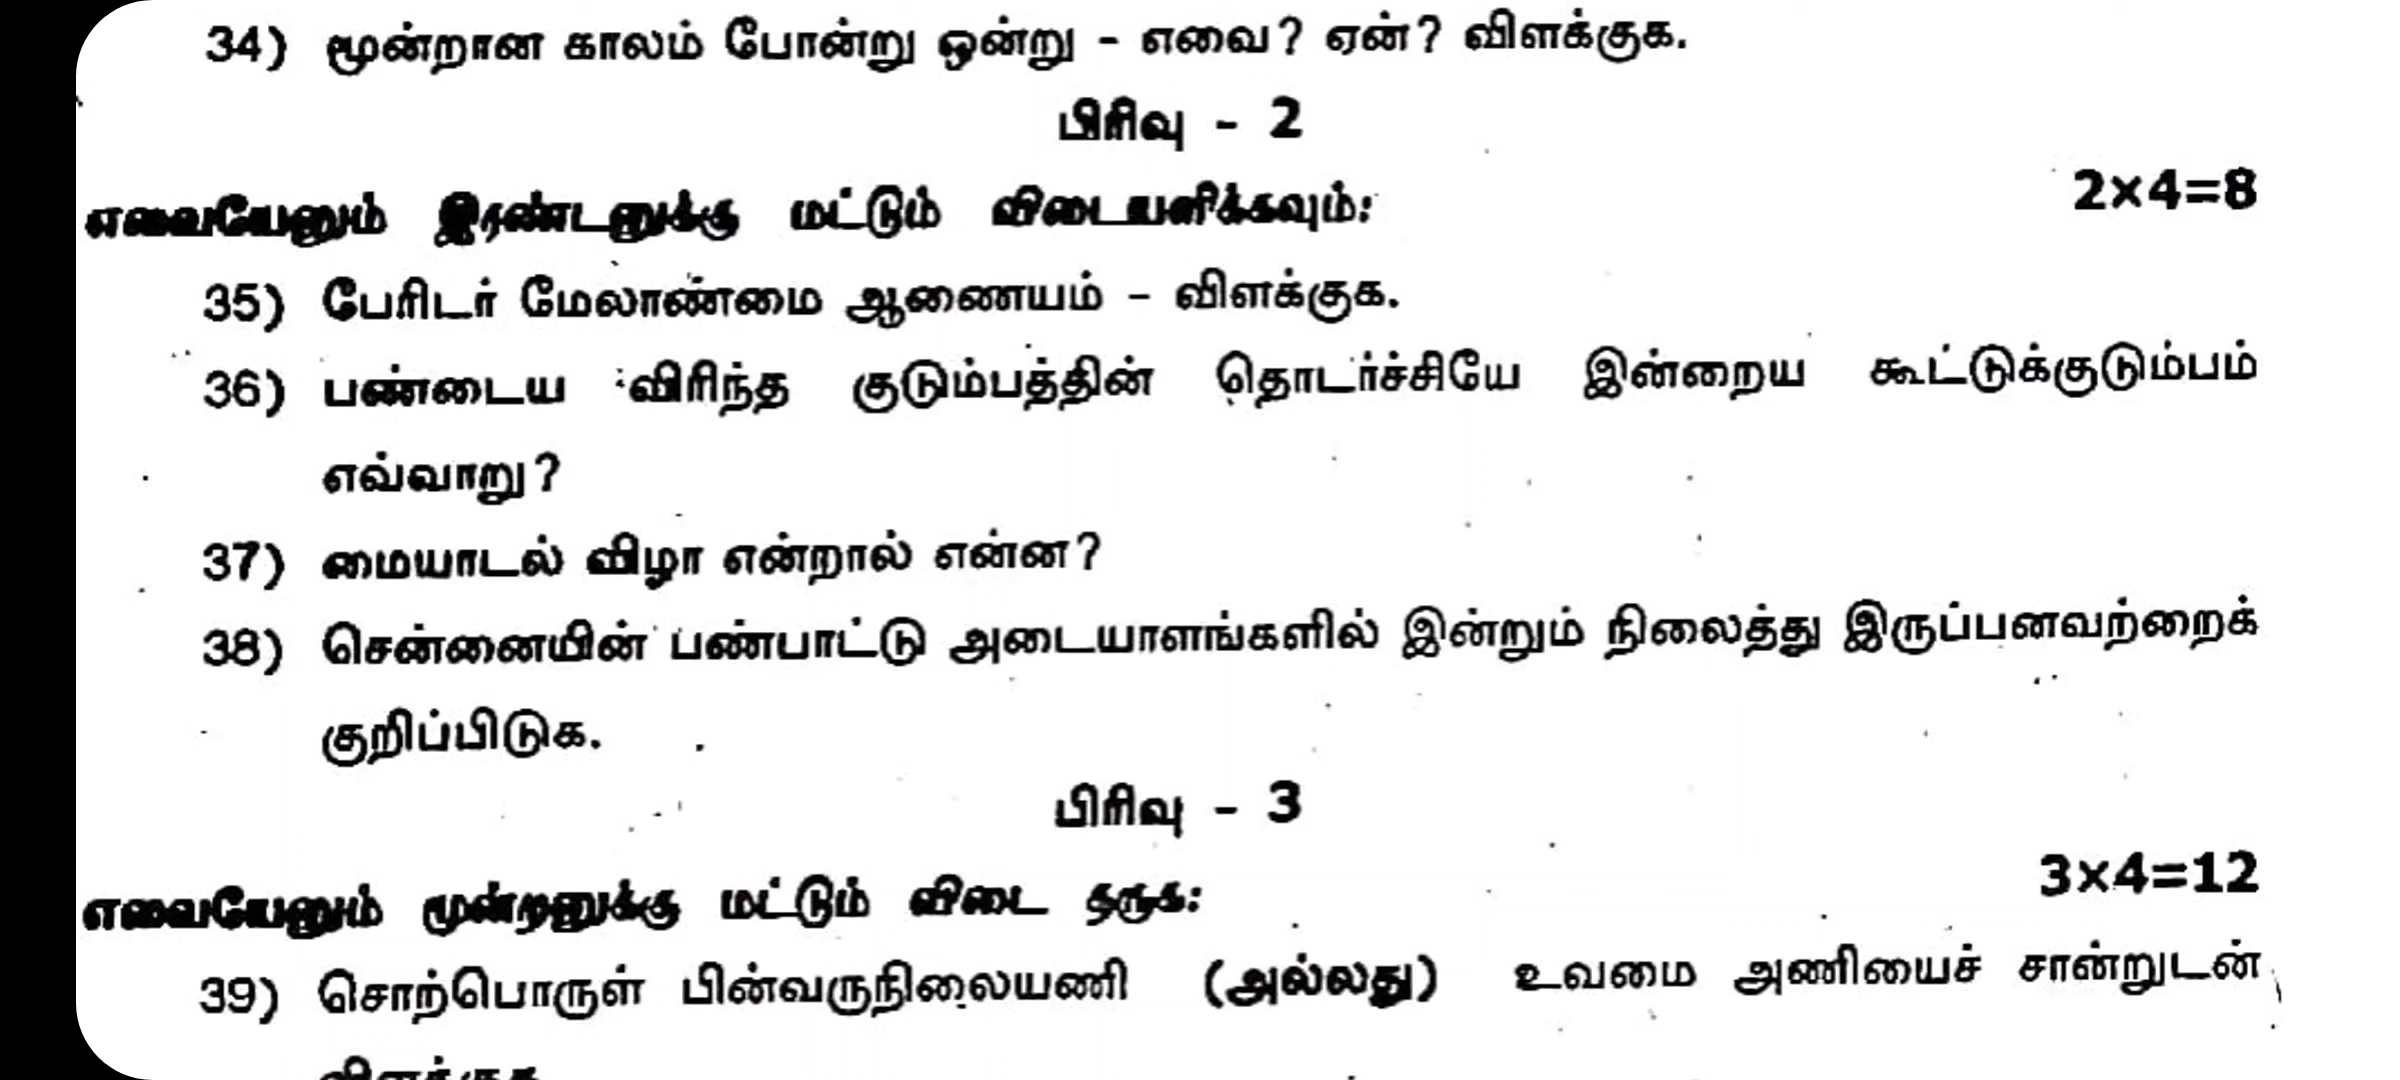 34) மூன்றான காலம் போன்று ஒன்று - எவை? ஏன்? விளக்குக.
பிரிவு - 2
2×4=8
எவையேனும் இரண்டனுக்கு மட்டும் விடையளிக்கவும்:
35) பேரிடர் மேலாண்மை ஆணையம் - விளக்குக.
36) பண்டைய விரிந்த குடும்பத்தின் தொடர்ச்சியே இன்றைய கூட்டுக்குடும்பம்
எவ்வாறு?
37) மையாடல் விழா என்றால் என்ன?
38) சென்னையின் பண்பாட்டு அடையாளங்களில் இன்றும் நிலைத்து இருப்பனவற்றைக்
குறிப்பிடுக.
பிரிவு - 3
3×4=12
எவையேனும் மூன்றனுக்கு மட்டும் விடை தருக:
39) சொற்பொருள் பின்வருநிலையணி (அல்லது) உவமை அணியைச் சான்றுடன்